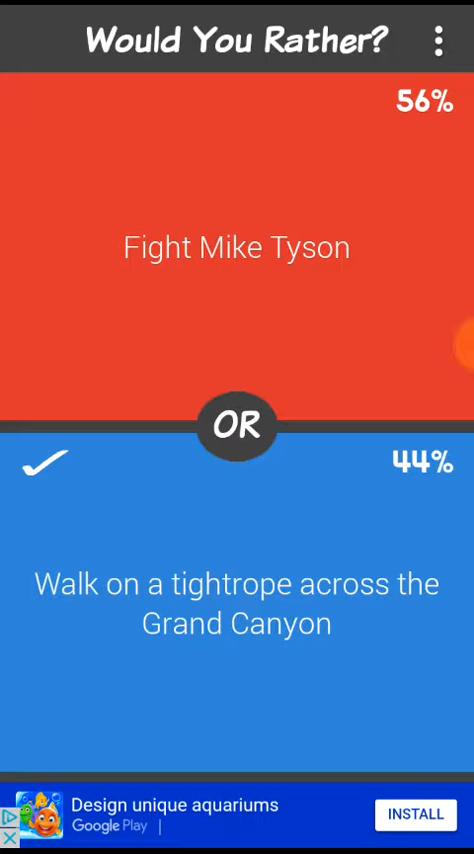 Would You Rather?
56%
Fight Mike Tyson
OR
44%
Walk on a tightrope across the
Grand Canyon
Design unique aquariums
Google Play
INSTALL